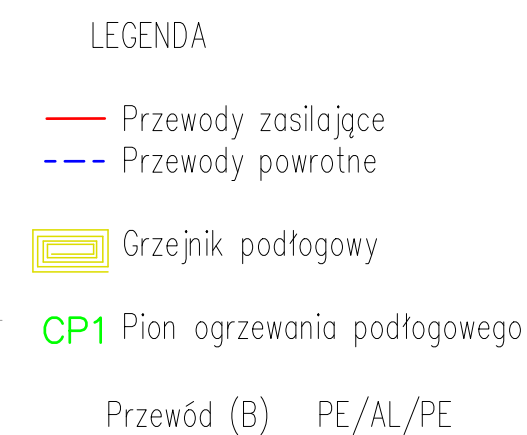 LEGENDA
Przewody zasilające
Przewody powrotne
Grzejnik podłogowy
CP1 Pion ogrzewania podłogowego
Przewód (B) PE/AL/PE